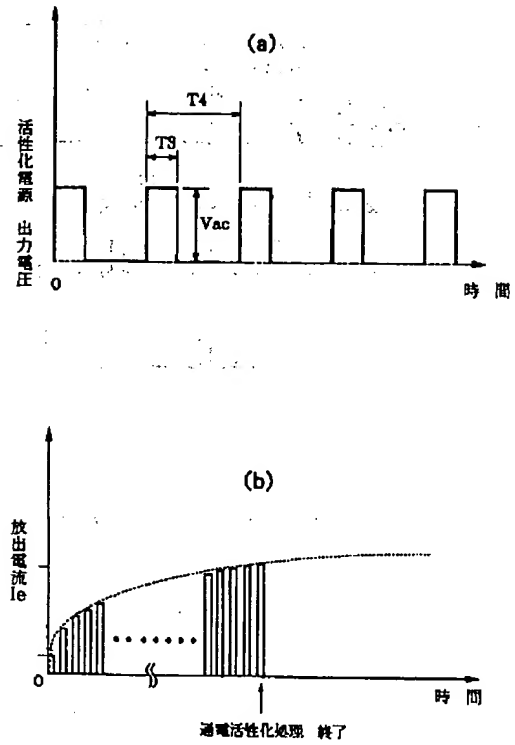 (a)
T4
T3
Vac
活性化電源 出力電圧
0
時 間
(b)
放出電流
Ie
0
時 間
通電活性化処理 終了